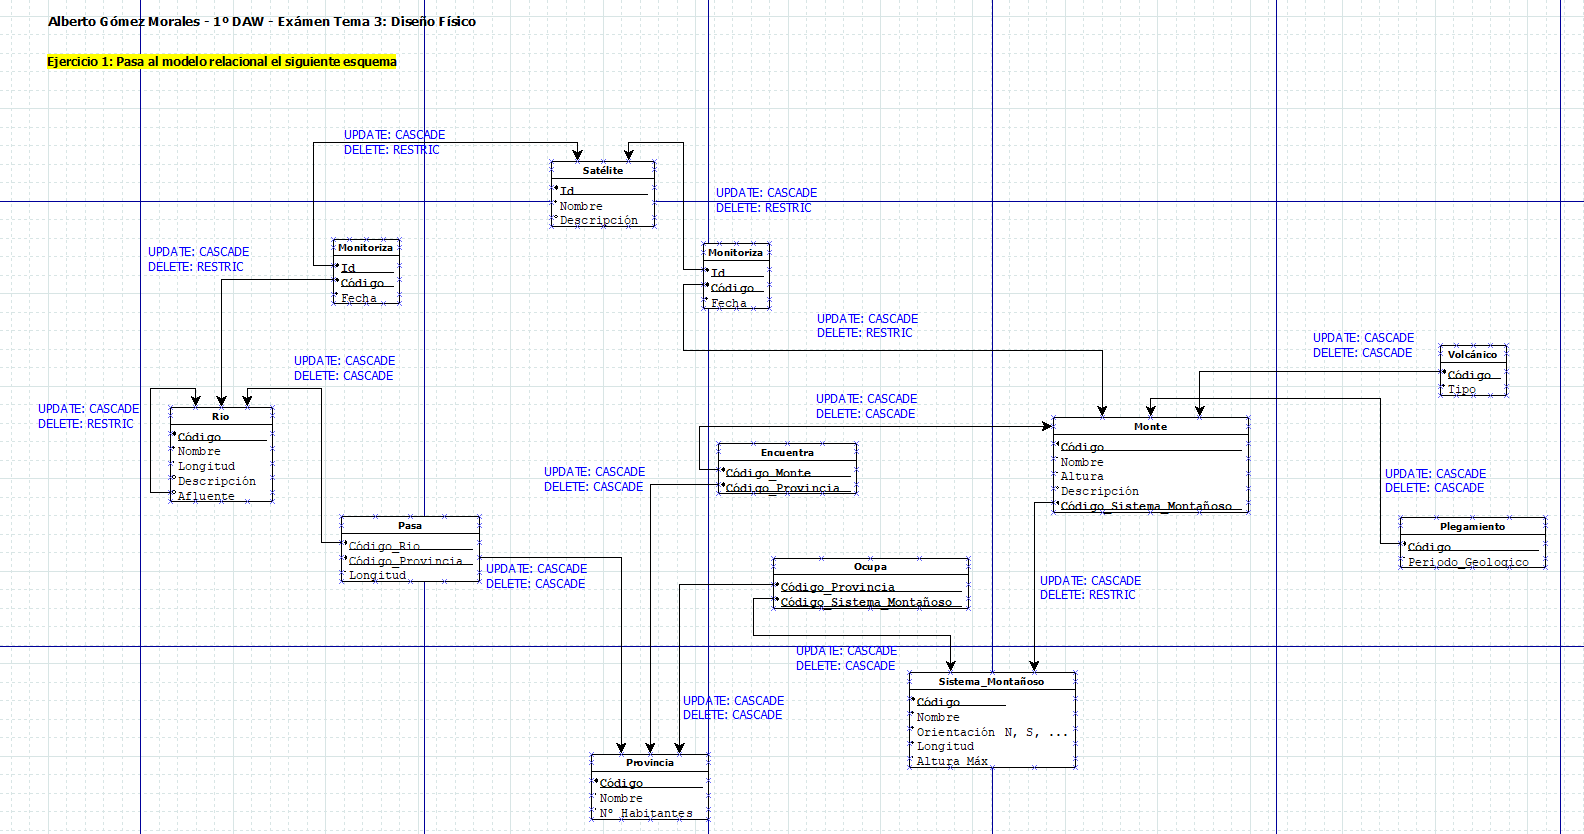 Alberto Gómez Morales - 1º DAW - Exámen Tema 3: Diseño Físico
Ejercicio 1: Pasa al modelo relacional el siguiente esquema
UPDATE: CASCADE
DELETE: RESTRIC
Satélite
Id
Nombre
Descripción
UPDATE: CASCADE
DELETE: RESTRIC
UPDATE: CASCADE
DELETE: RESTRIC
Monitoriza
Id
Código
Fecha
Monitoriza
Id
Código
Fecha
UPDATE: CASCADE
DELETE: RESTRIC
UPDATE: CASCADE
DELETE: CASCADE
Volcánico
Código
Tipo
UPDATE: CASCADE
DELETE: CASCADE
UPDATE: CASCADE
DELETE: RESTRIC
Rio
Código
Nombre
Longitud
Descripción
Afluente
UPDATE: CASCADE
DELETE: CASCADE
Monte
Código
Nombre
Altura
Descripción
Código_Sistema_Montañoso
Encuentra
Código_Monte
Código_Provincia
UPDATE: CASCADE
DELETE: CASCADE
UPDATE: CASCADE
DELETE: CASCADE
Plegamiento
Código
Periodo_Geologico
Pasa
Código_Rio
Código_Provincia
Longitud
UPDATE: CASCADE
DELETE: CASCADE
Ocupa
Código_Provincia
Código_Sistema_Montañoso
UPDATE: CASCADE
DELETE: RESTRIC
UPDATE: CASCADE
DELETE: CASCADE
Sistema_Montañoso
Código
Nombre
Orientación N, S, ...
Longitud
Altura Máx
UPDATE: CASCADE
DELETE: CASCADE
Provincia
Código
Nombre
Nº Habitantes